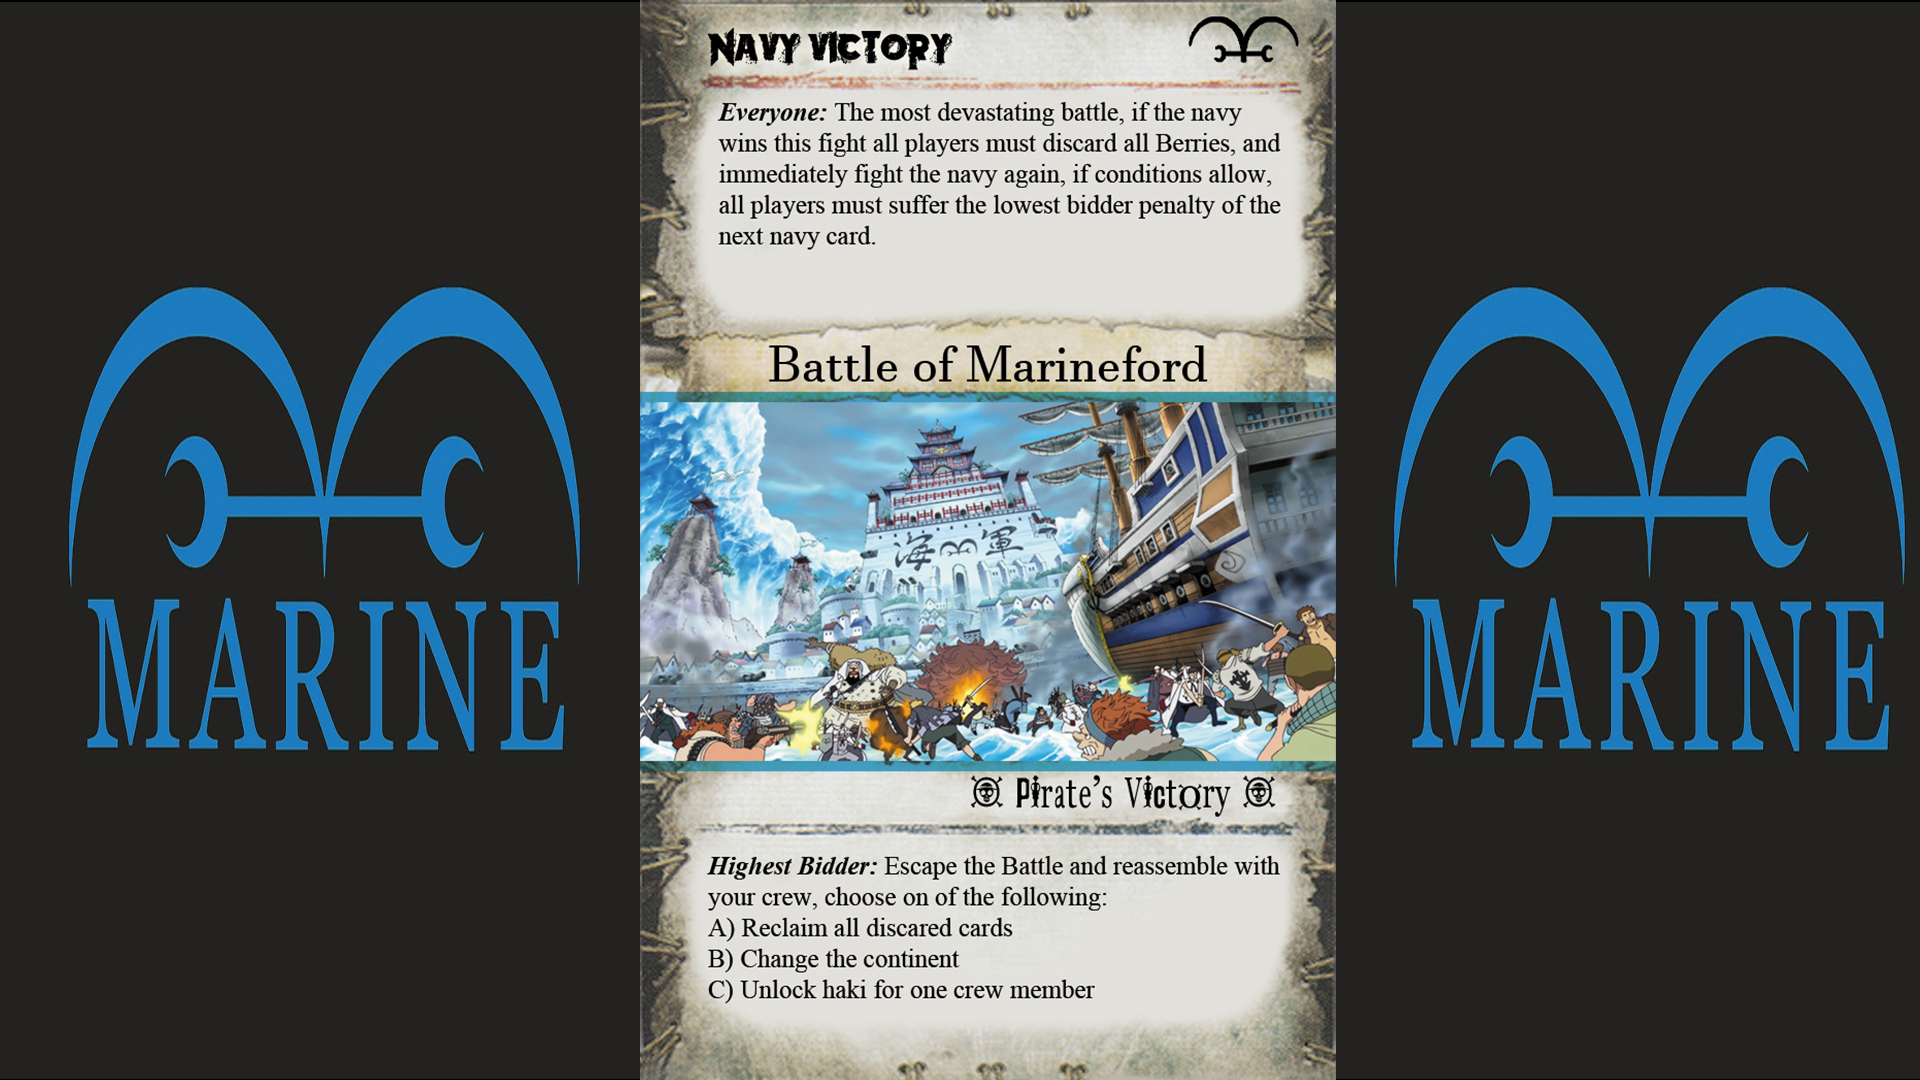 NAVY VICTORY
Everyone: The most devastating battle, if the navy
wins this fight all players must discard all Berries, and
immediately fight the navy again, if conditions allow,
all players must suffer the lowest bidder penalty of the
next navy card.
Battle of Marineford
海 軍
MARINE
MARINE
Pirate's Victory
Highest Bidder: Escape the Battle and reassemble with
your crew, choose on of the following:
A) Reclaim all discared cards
B) Change the continent
C) Unlock haki for one crew member